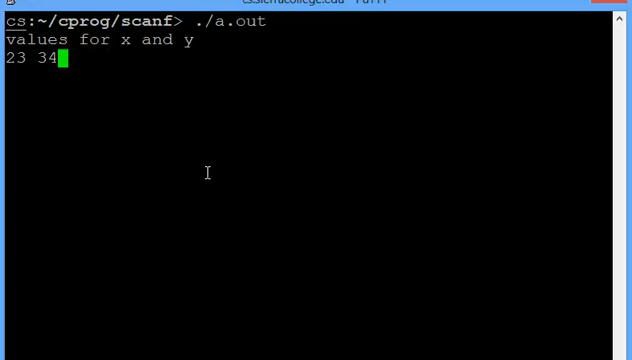 cs:~/cprog/scanf> ./a.out
values for x and y
23 34